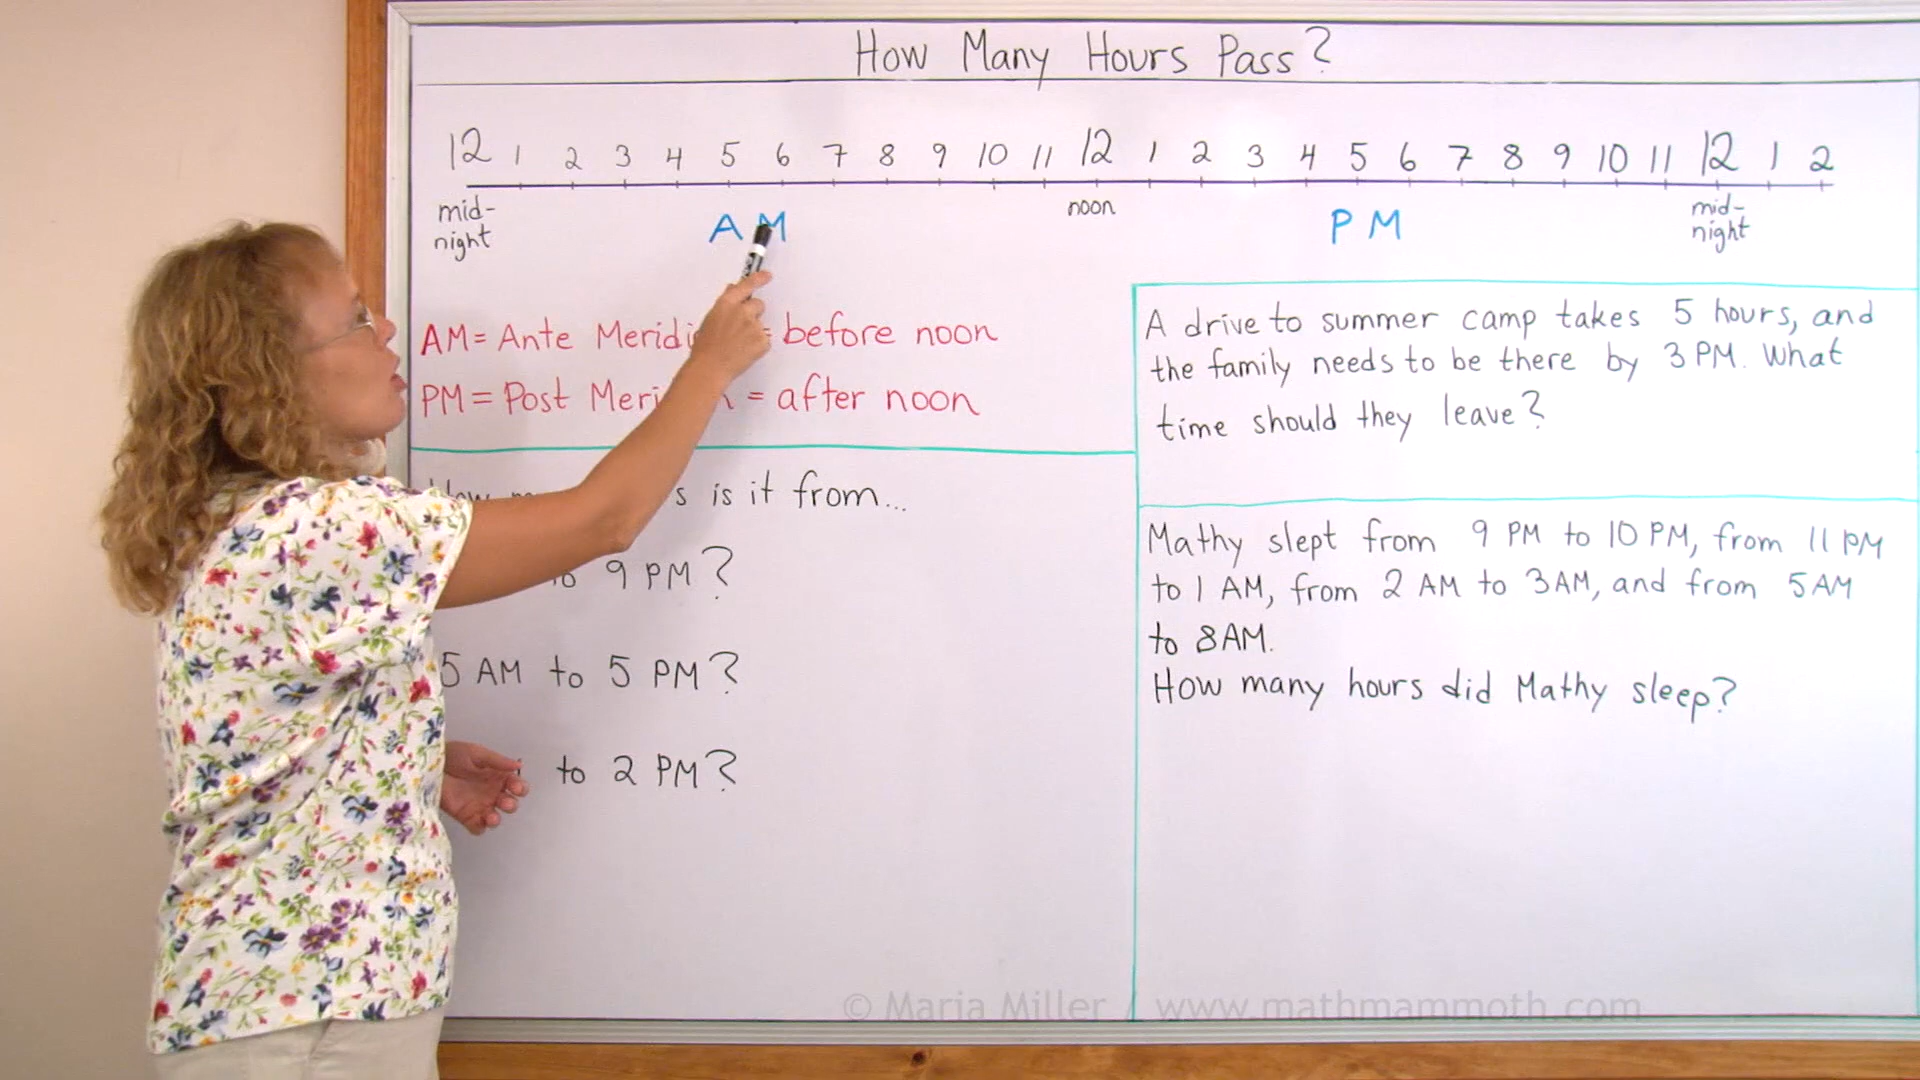 How Many Hours Pass?
12 1 2 3 4 5 6 7 8 9 10 11 12 1 2 3 4 5 6 7 8 9 10 11 12 1 2
mid-
night
AM
noon
PM
mid-
night
AM = Ante = before noon
PM = Post = after noon
is it from...
9 PM?
5 AM to 5 PM?
to 2 PM?
A drive to summer camp takes 5 hours, and
the family needs to be there by 3 PM. What
time should they leave?
Mathy slept from 9 PM to 10 PM, from 11 PM
to 1 AM, from 2 AM to 3 AM, and from 5 AM
to 8 AM.
How many hours did Mathy sleep?
© Maria Miller / www.mathmammoth.com